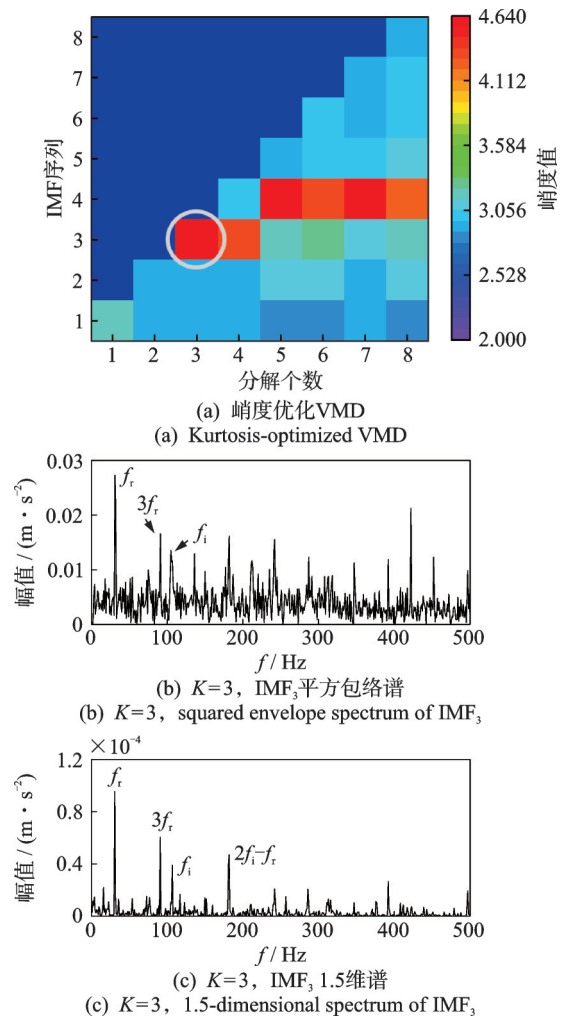 8
7
6
5
4
3
2
1
IMF序列
1 2 3 4 5 6 7 8
分解个数
4.640
4.112
3.584
3.056
2.528
2.000
峭度值
(a) 峭度优化VMD
(a) Kurtosis-optimized VMD
0.03
0.02
0.01
0
幅值 / (m·s⁻²)
fᵣ
3fᵣ
fᵢ
0 100 200 300 400 500
f / Hz
(b) K=3，IMF₃平方包络谱
(b) K=3，squared envelope spectrum of IMF₃
×10⁻⁴
1.2
0.8
0.4
0
幅值 / (m·s⁻²)
fᵣ
3fᵣ
fᵢ
2fᵢ−fᵣ
0 100 200 300 400 500
f / Hz
(c) K=3，IMF₃ 1.5维谱
(c) K=3，1.5-dimensional spectrum of IMF₃